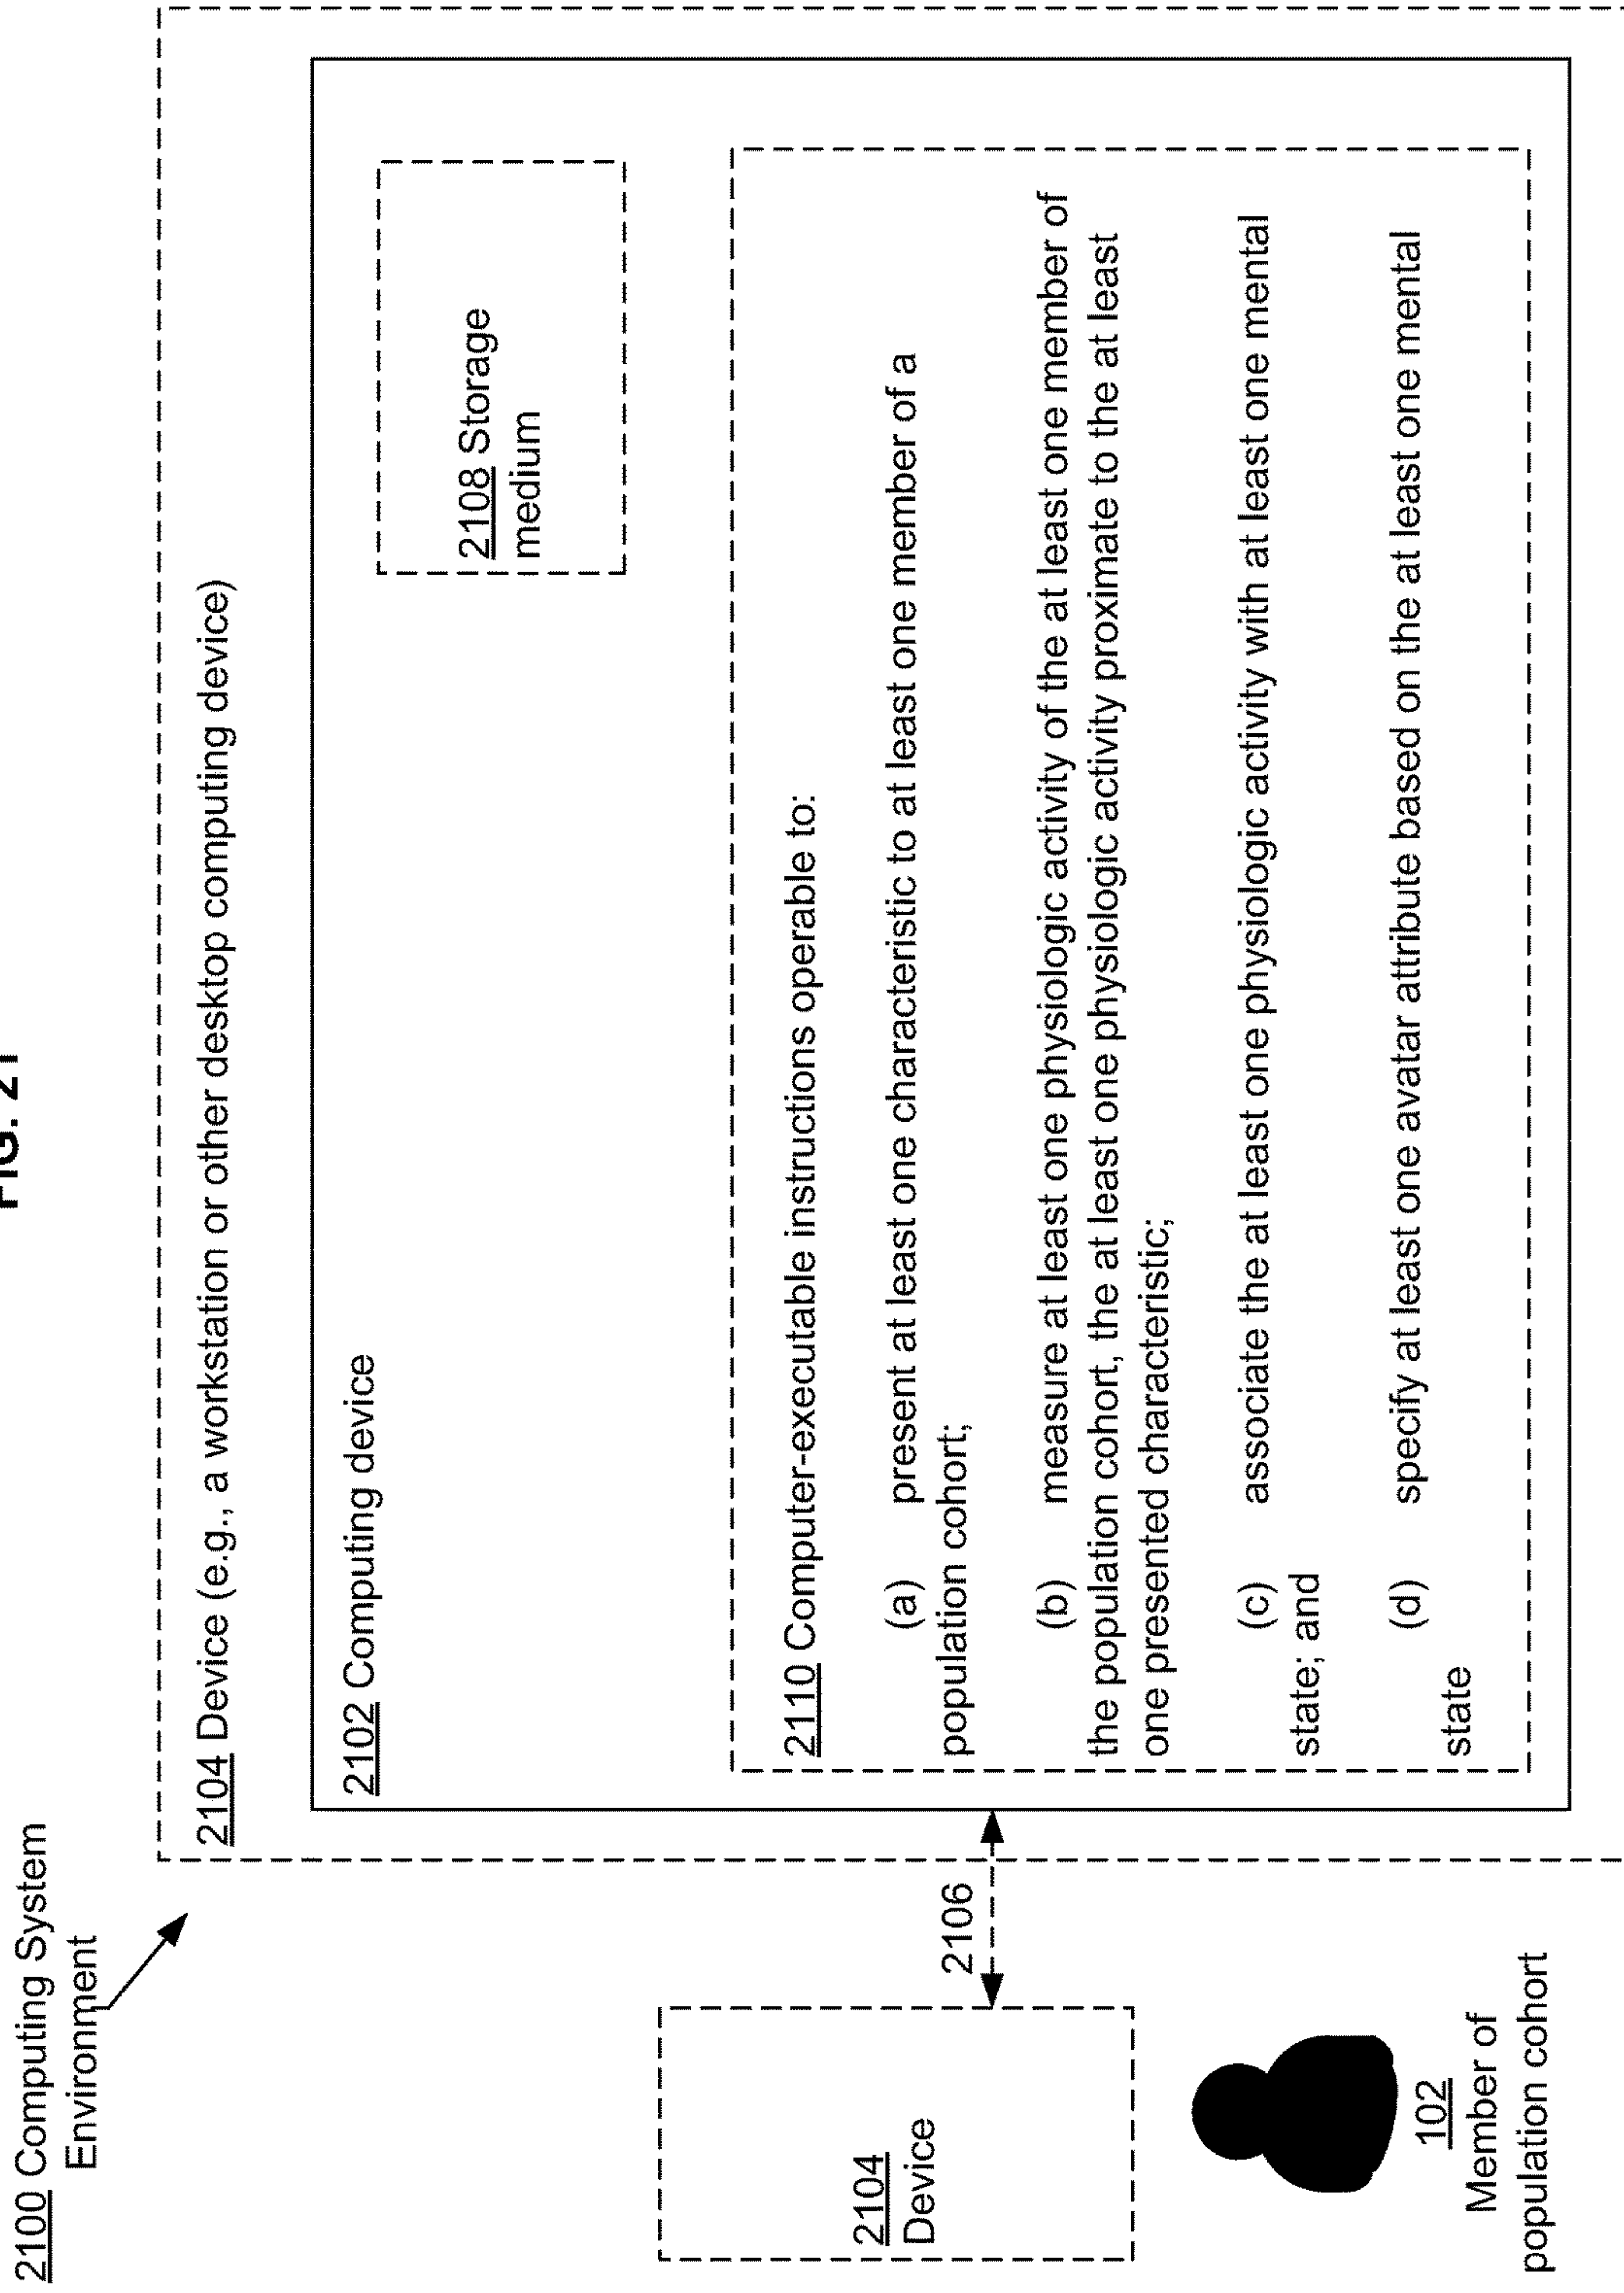 FIG. 21
2100 Computing System
Environment
2104 Device (e.g., a workstation or other desktop computing device)
2102 Computing device
2108 Storage
medium
2110 Computer-executable instructions operable to:
(a) present at least one characteristic to at least one member of a
population cohort;
(b) measure at least one physiologic activity of the at least one member of
the population cohort, the at least one physiologic activity proximate to the at least
one presented characteristic;
(c) associate the at least one physiologic activity with at least one mental
state; and
(d) specify at least one avatar attribute based on the at least one mental
state
2106
2104
Device
102
Member of
population cohort